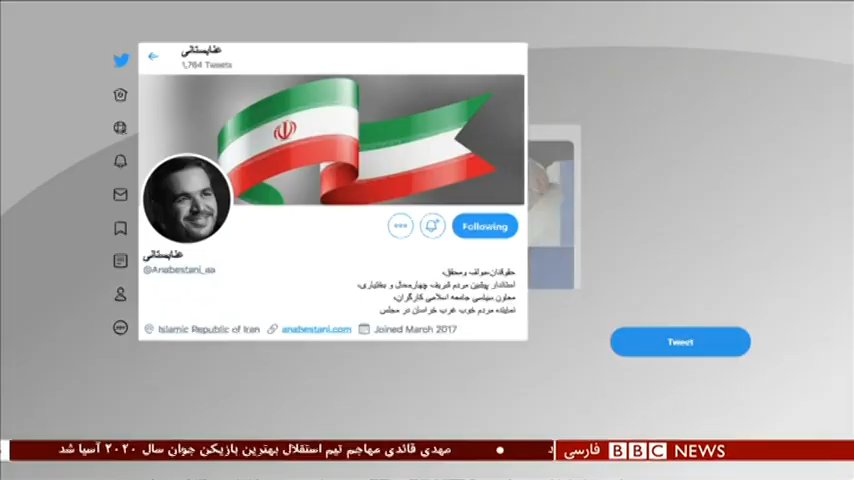 عنابستانی
1,764 Tweets
Following
عنابستانی
@Anabestani_aa
حقوقدان،مولف ومحقق،
استاندار پیشین مردم شریف چهارمحال و بختیاری،
معاون سیاسی جامعه اسلامی کارگران،
نماینده مردم خوب غرب خراسان در مجلس
Islamic Republic of Iran anabestani.com Joined March 2017
Tweet
مهدی قائدی مهاجم تیم استقلال بهترین بازیکن جوان سال ۲۰۲۰ آسیا شد
فارسی BBC NEWS